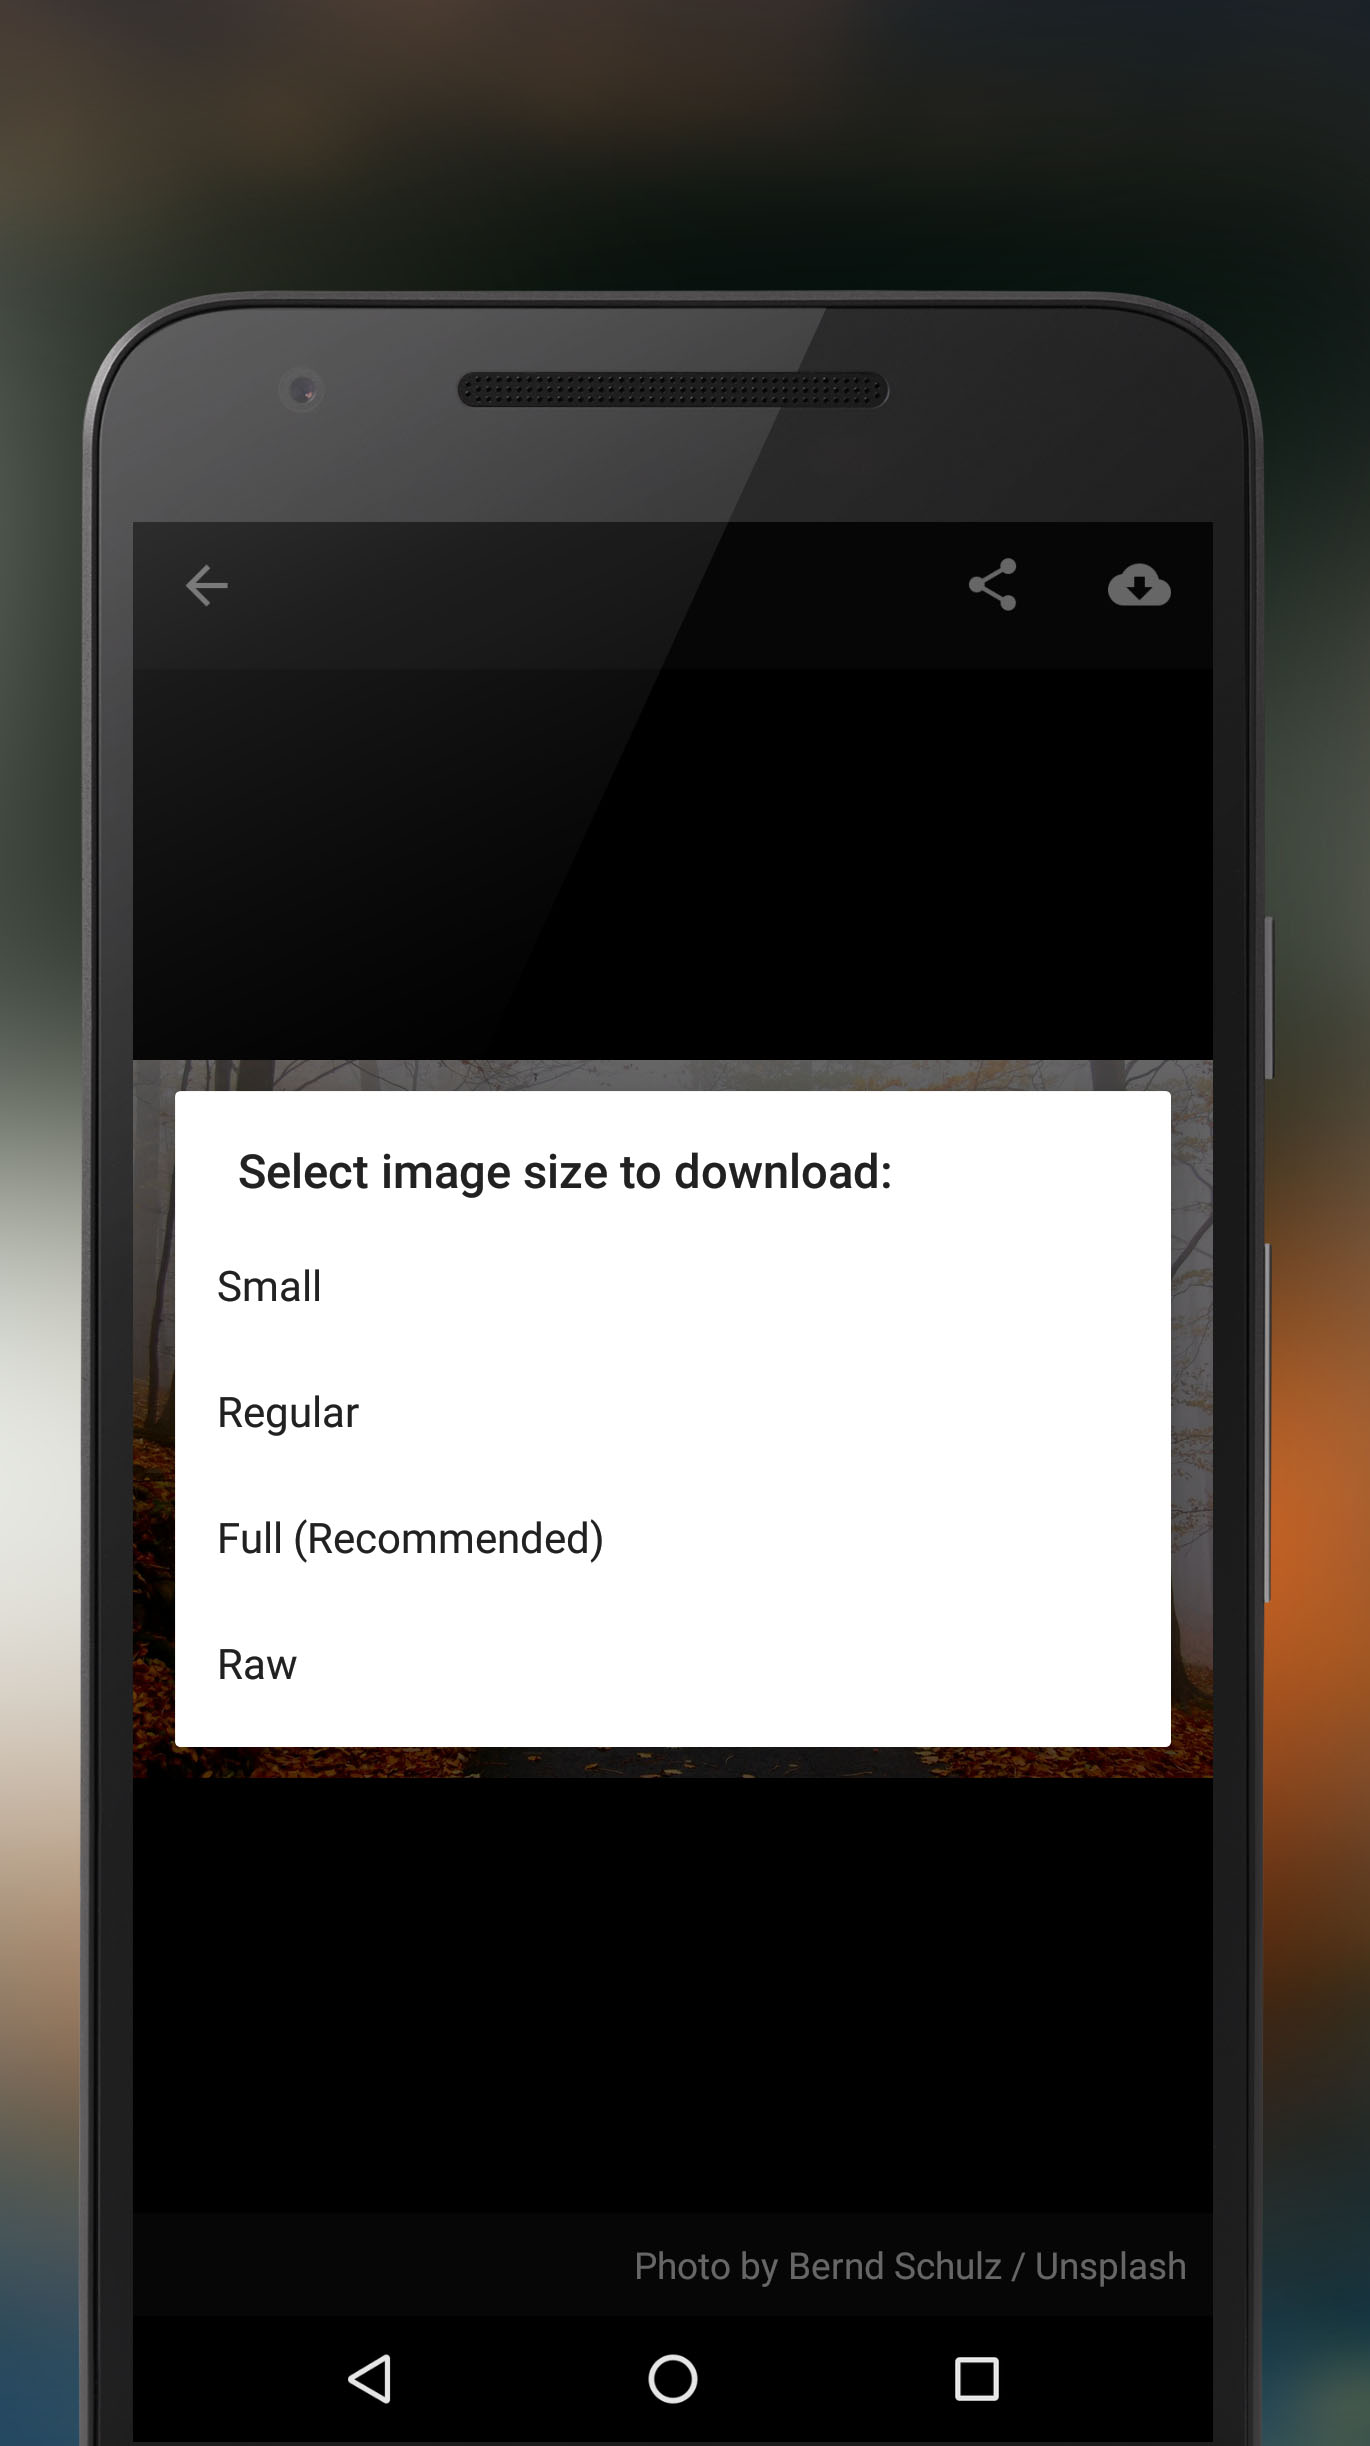 Select image size to download:
Small
Regular
Full (Recommended)
Raw
Photo by Bernd Schulz / Unsplash